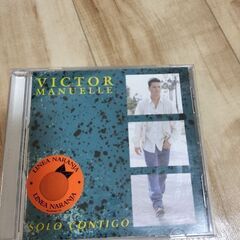 VICTOR
MANUELLE
LINEA NARANJA
LINEA NARANJA
SOLO CONTIGO